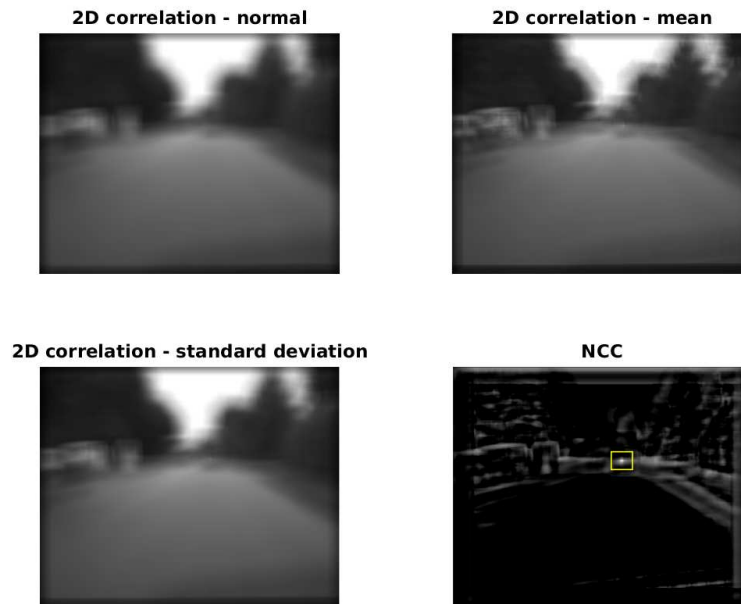 2D correlation - normal
2D correlation - mean
2D correlation - standard deviation
NCC